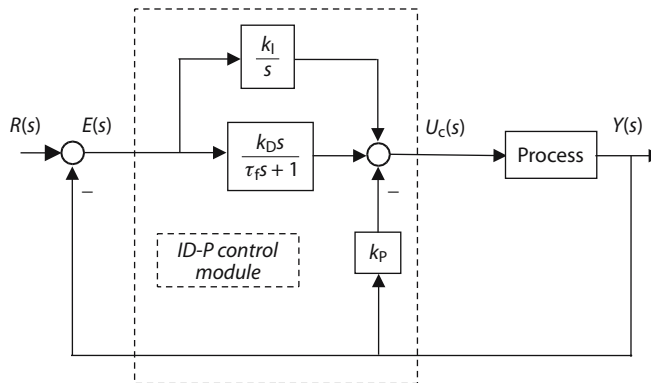 k_I
s
R(s)
E(s)
k_D s
τ_f s + 1
U_c(s)
Process
Y(s)
−
−
ID-P control
module
k_P